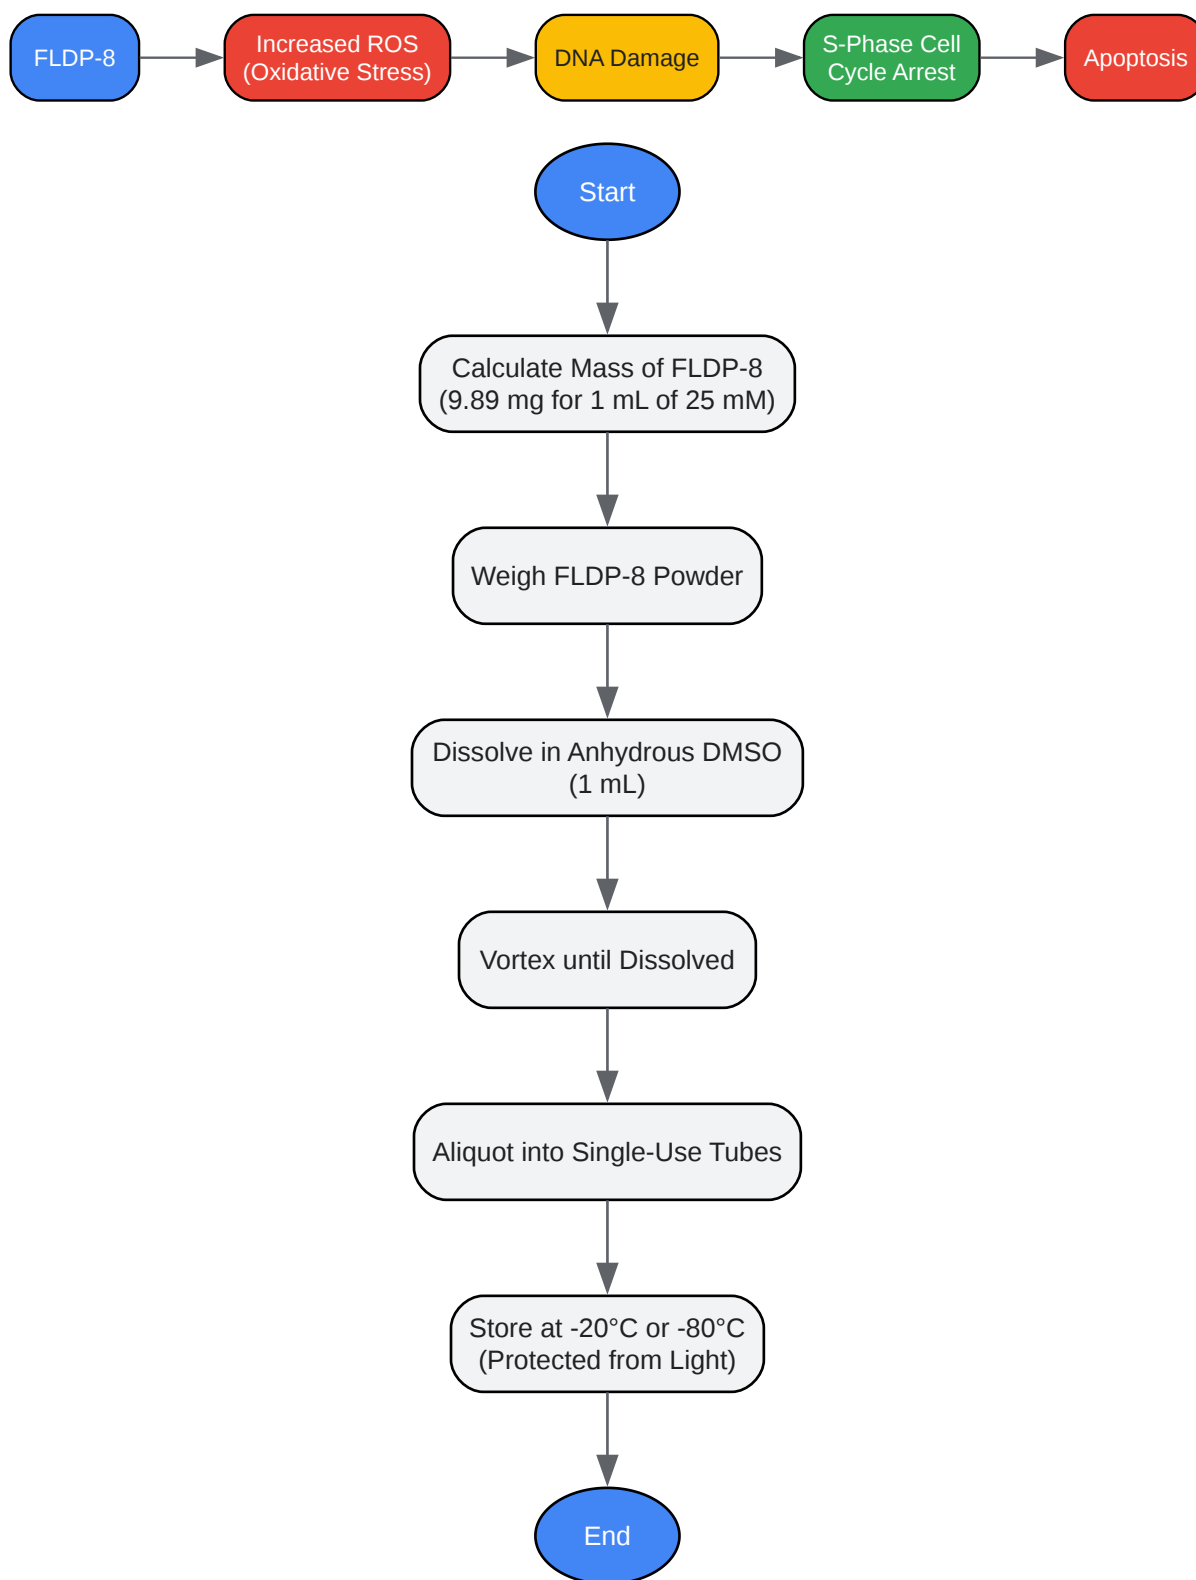 FLDP-8
Increased ROS
(Oxidative Stress)
DNA Damage
S-Phase Cell
Cycle Arrest
Apoptosis
Start
Calculate Mass of FLDP-8
(9.89 mg for 1 mL of 25 mM)
Weigh FLDP-8 Powder
Dissolve in Anhydrous DMSO
(1 mL)
Vortex until Dissolved
Aliquot into Single-Use Tubes
Store at -20°C or -80°C
(Protected from Light)
End